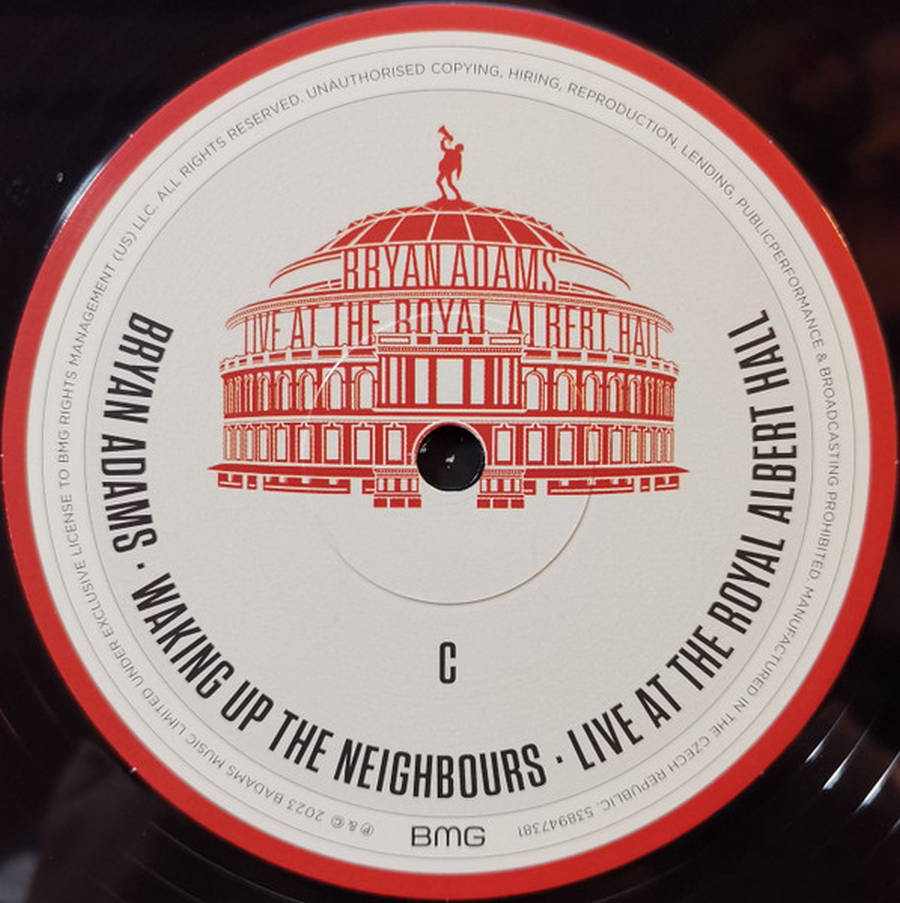 BRYAN ADAMS
LIVE AT THE ROYAL ALBERT HALL
BRYAN ADAMS · WAKING UP THE NEIGHBOURS · LIVE AT THE ROYAL ALBERT HALL
C
℗ & © 2023 BADAMS MUSIC LIMITED UNDER EXCLUSIVE LICENSE TO BMG RIGHTS MANAGEMENT (US) LLC. ALL RIGHTS RESERVED. UNAUTHORISED COPYING, HIRING, REPRODUCTION, LENDING, PUBLICPERFORMANCE & BROADCASTING PROHIBITED. MANUFACTURED IN THE CZECH REPUBLIC. 538947381
BMG